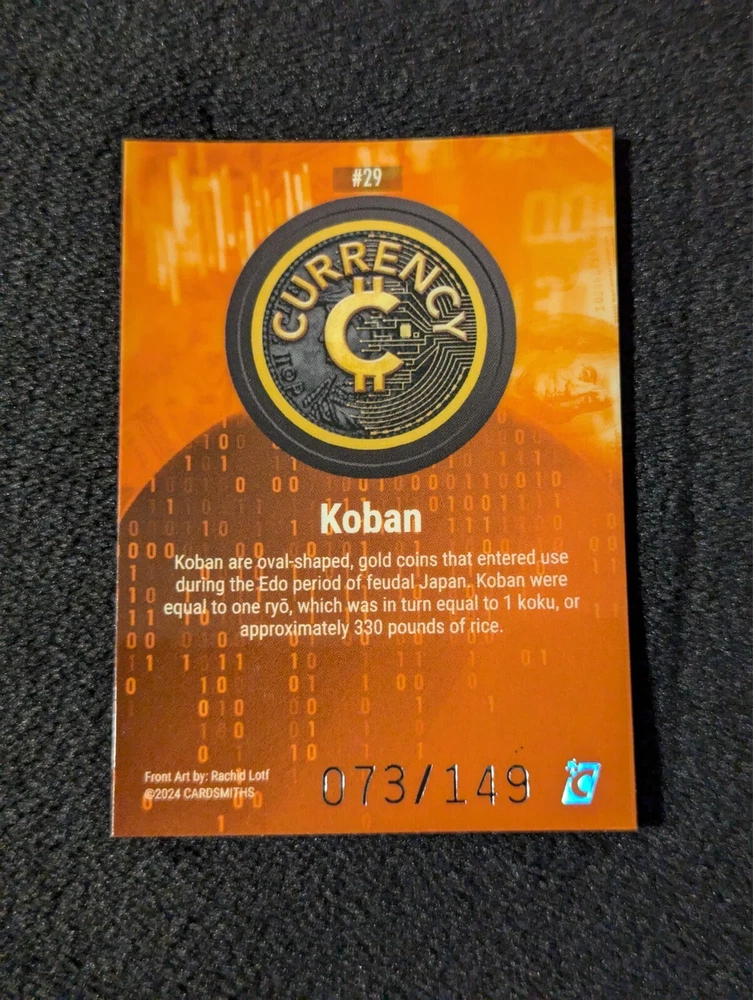 #29
CURRENCY
Koban
Koban are oval-shaped, gold coins that entered use
during the Edo period of feudal Japan. Koban were
equal to one ryō, which was in turn equal to 1 koku, or
approximately 330 pounds of rice.
Front Art by: Rachid Lotf
©2024 CARDSMITHS
073/149